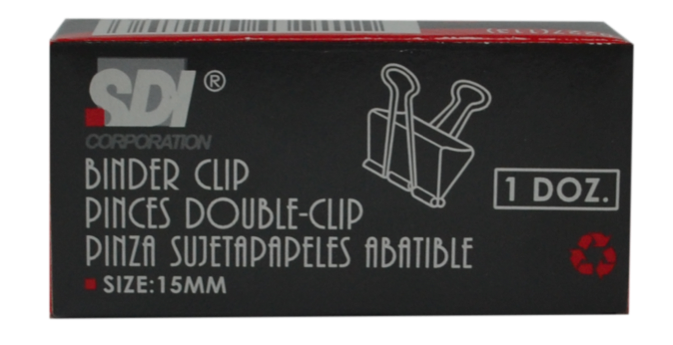 SDI®
CORPORATION
BINDER CLIP
PINCES DOUBLE-CLIP
PINZA SUJETAPAPELES ABATIBLE
SIZE:15MM
1 DOZ.